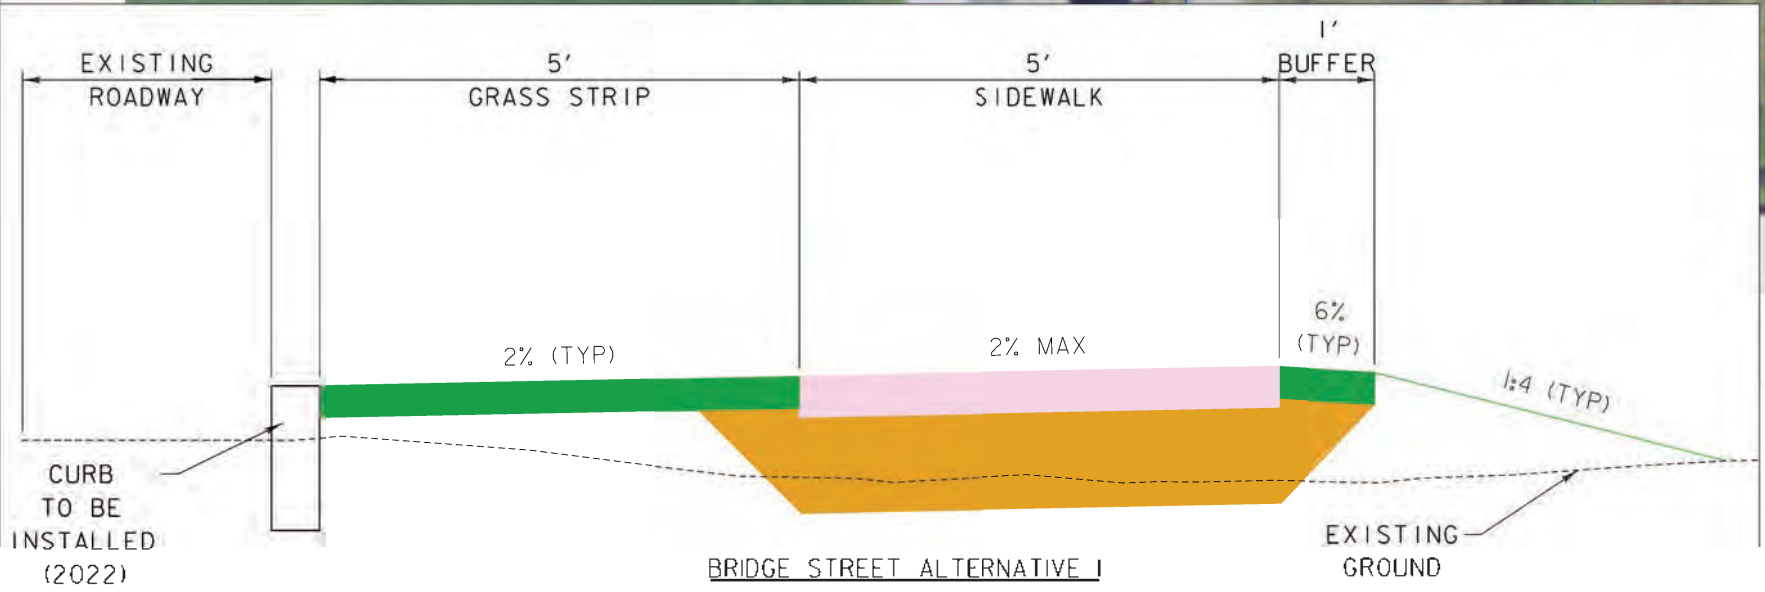 EXISTING
ROADWAY
5'
GRASS STRIP
5'
SIDEWALK
1'
BUFFER
2% (TYP)
2% MAX
6%
(TYP)
1:4 (TYP)
CURB
TO BE
INSTALLED
(2022)
EXISTING
GROUND
BRIDGE STREET ALTERNATIVE 1